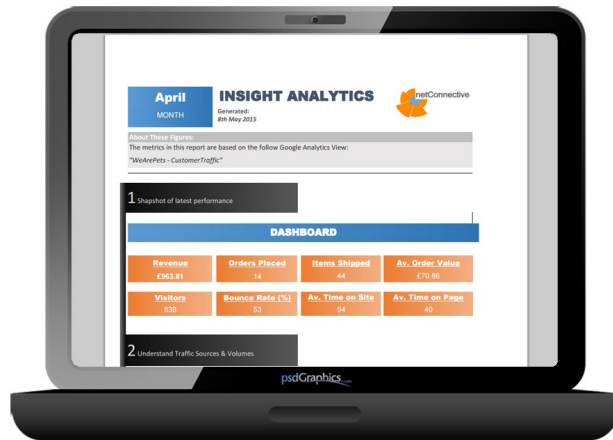 April
MONTH
INSIGHT ANALYTICS
Generated:
8th May 2015
netConnective
About These Figures:
The metrics in this report are based on the follow Google Analytics View:
"WeArePets - CustomerTraffic"
1 Shapshot of latest performance
DASHBOARD
Revenue Orders Placed Items Shipped Av. Order Value
£963.91 14 44 £70.86
Visitors Bounce Rate (%) Av. Time on Site Av. Time on Page
838 53 94 40
2 Understand Traffic Sources & Volumes
psdGraphics